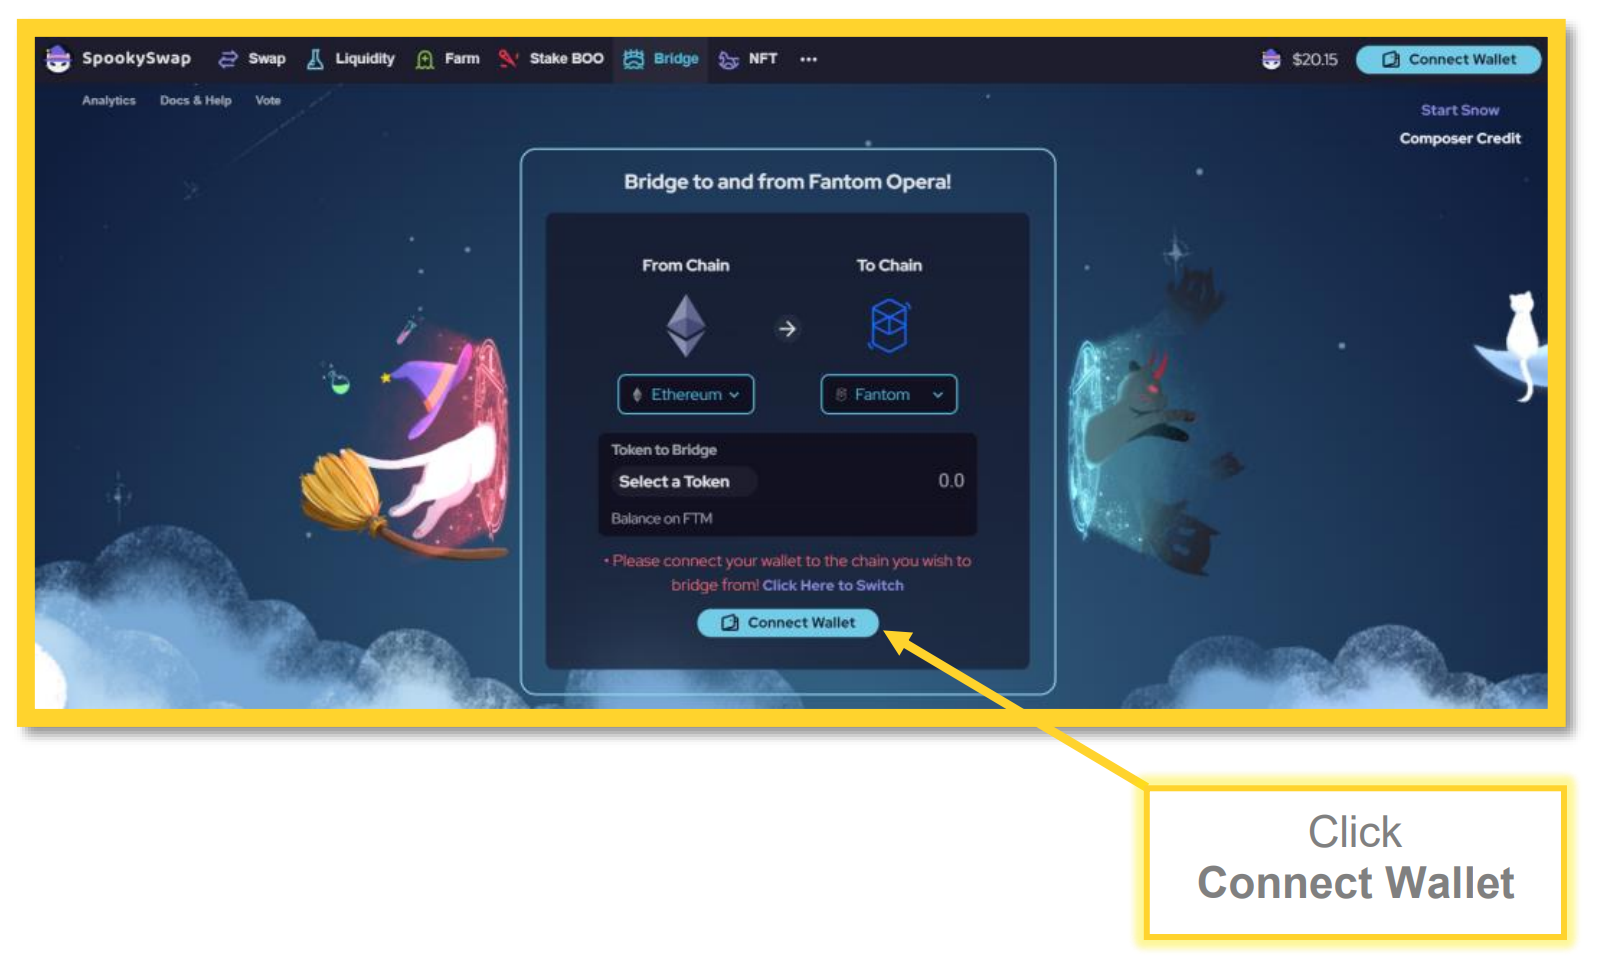 SpookySwap Swap Liquidity Farm Stake BOO Bridge NFT ••• $20.15 Connect Wallet
Analytics Docs & Help Vote
Start Snow
Composer Credit
Bridge to and from Fantom Opera!
From Chain To Chain
Ethereum Fantom
Token to Bridge
Select a Token 0.0
Balance on FTM
• Please connect your wallet to the chain you wish to
bridge from! Click Here to Switch
Connect Wallet
Click
Connect Wallet